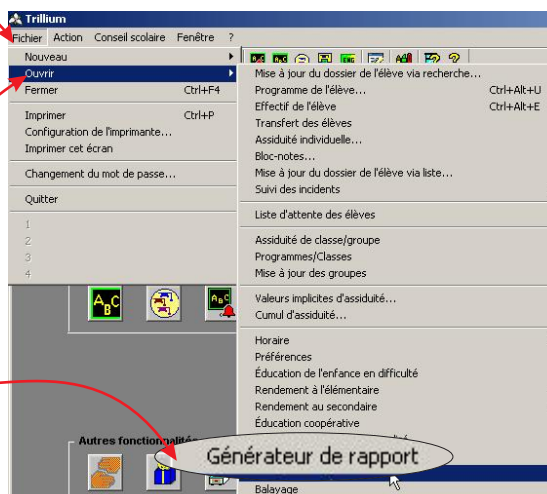 Trillium
Fichier Action Conseil scolaire Fenêtre ?
Nouveau
Ouvrir
Fermer Ctrl+F4
Imprimer Ctrl+P
Configuration de l'imprimante...
Imprimer cet écran
Changement du mot de passe...
Quitter
1
2
3
4
Mise à jour du dossier de l'élève via recherche...
Programme de l'élève... Ctrl+Alt+U
Effectif de l'élève Ctrl+Alt+E
Transfert des élèves
Assiduité individuelle...
Bloc-notes...
Mise à jour du dossier de l'élève via liste...
Suivi des incidents
Liste d'attente des élèves
Assiduité de classe/groupe
Programmes/Classes
Mise à jour des groupes
Valeurs implicites d'assiduité...
Cumul d'assiduité...
Horaire
Préférences
Éducation de l'enfance en difficulté
Rendement à l'élémentaire
Rendement au secondaire
Éducation coopérative
Générateur de rapport
Balayage
ABC
ABC
Autres fonctionnalités